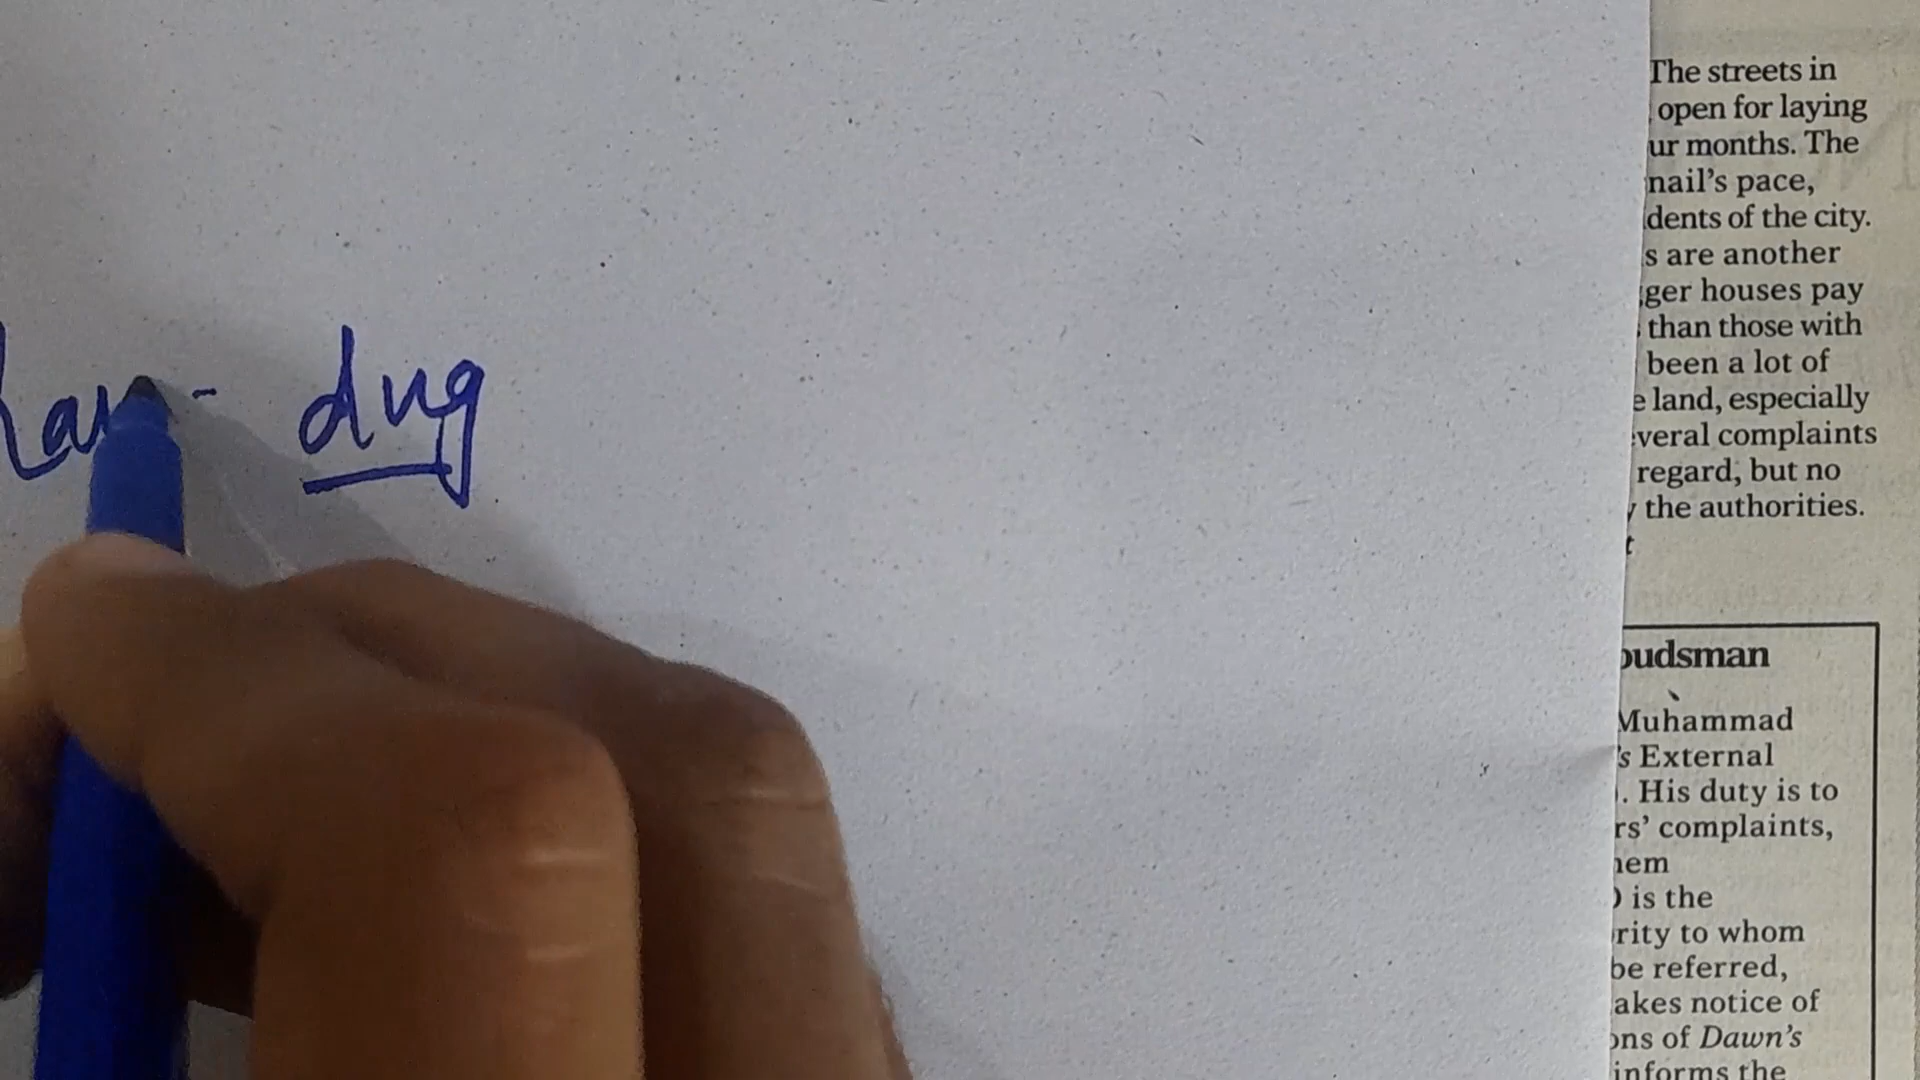 - dug
The streets in
open for laying
ur months. The
nail's pace,
dents of the city.
s are another
ger houses pay
than those with
been a lot of
e land, especially
veral complaints
regard, but no
y the authorities.
t
budsman
Muhammad
's External
). His duty is to
rs' complaints,
hem
) is the
rity to whom
be referred,
akes notice of
ons of Dawn's
informs the